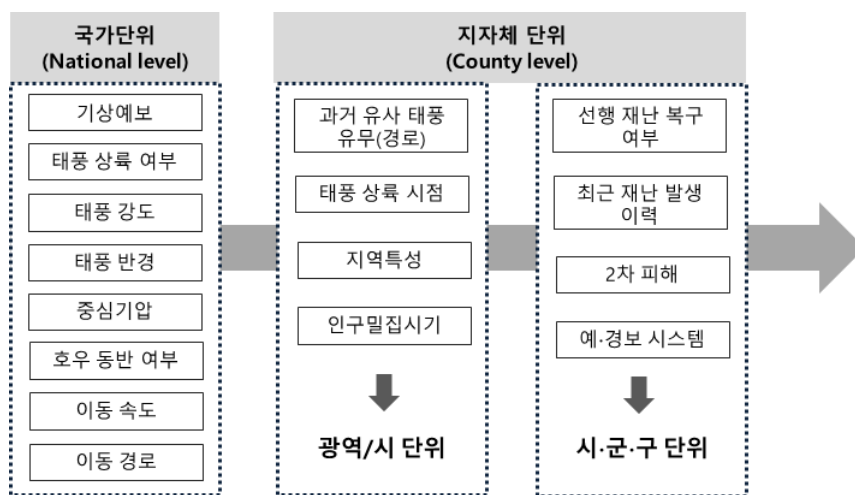 국가단위
(National level)
기상예보
태풍 상륙 여부
태풍 강도
태풍 반경
중심기압
호우 동반 여부
이동 속도
이동 경로
지자체 단위
(County level)
과거 유사 태풍
유무(경로)
태풍 상륙 시점
지역특성
인구밀집시기
광역/시 단위
선행 재난 복구
여부
최근 재난 발생
이력
2차 피해
예·경보 시스템
시·군·구 단위